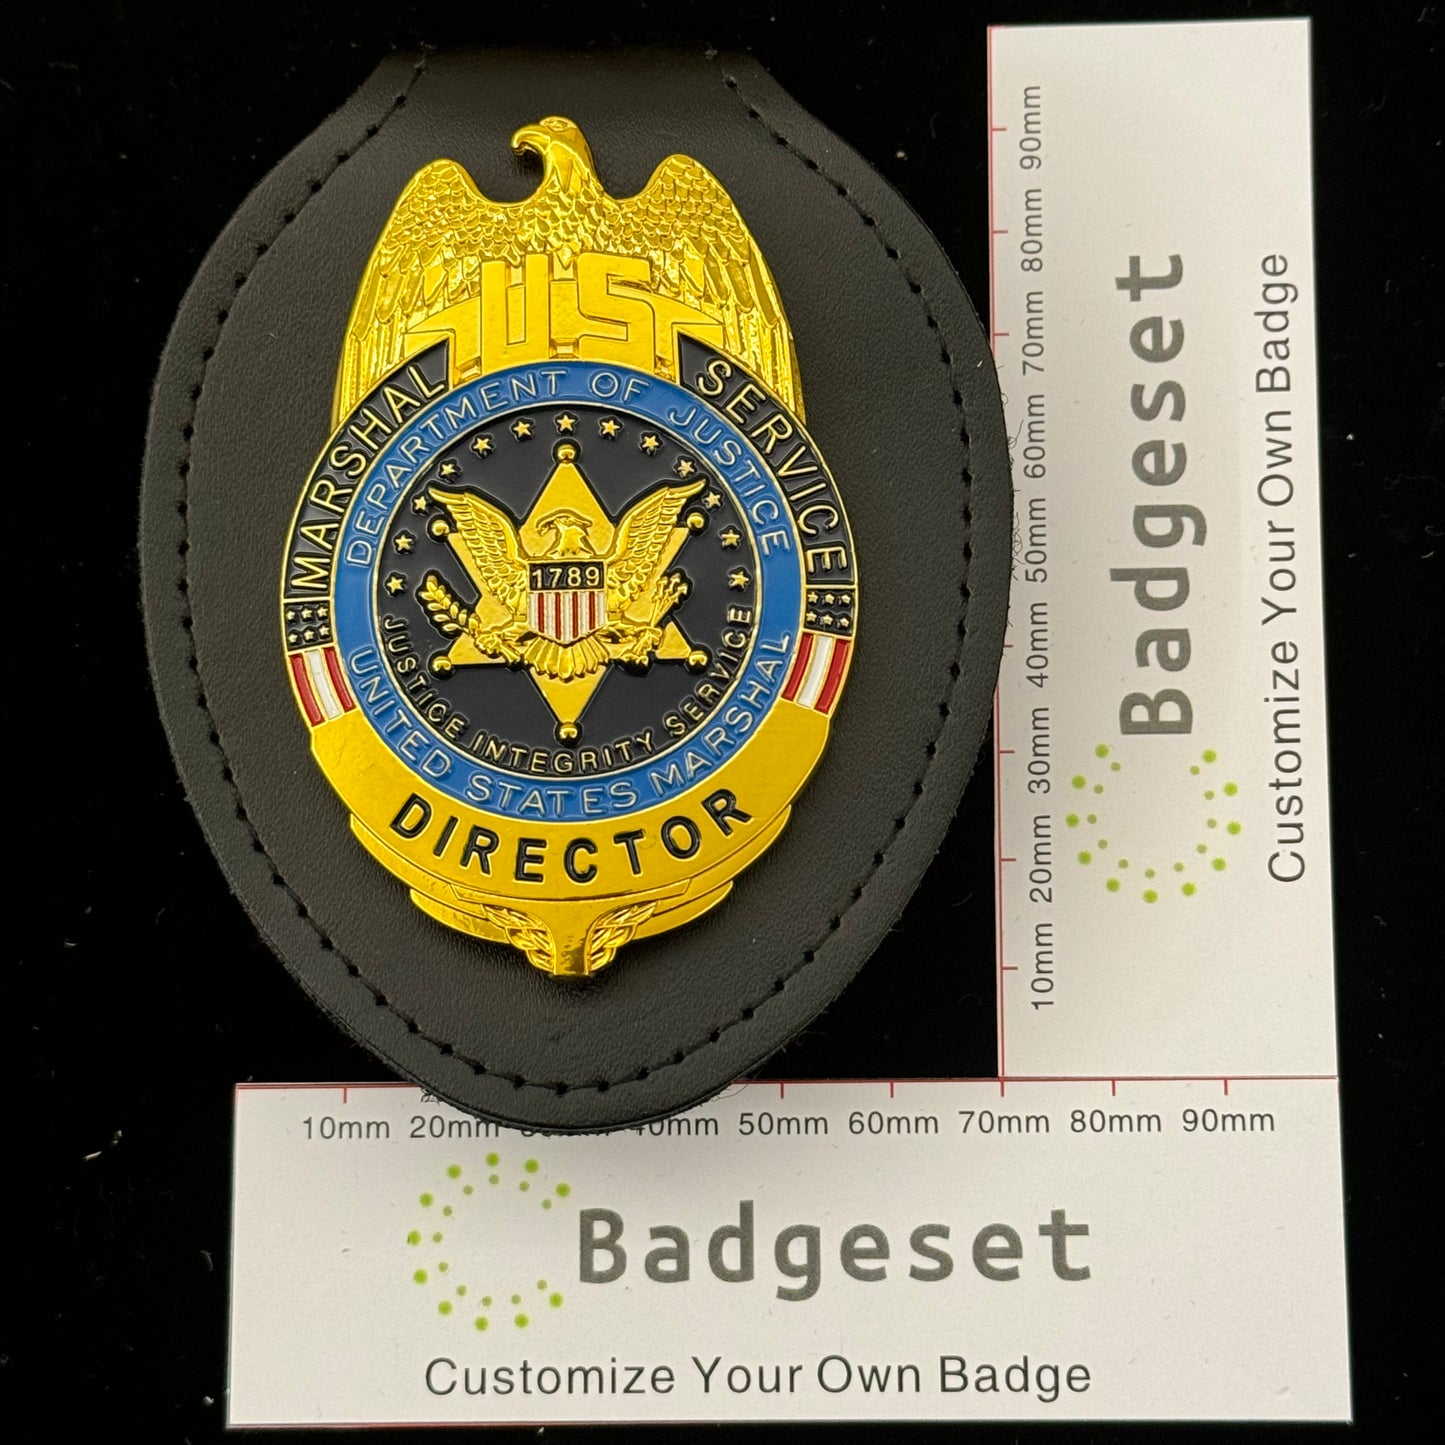 US
MARSHAL SERVICE
DEPARTMENT OF JUSTICE
1789
JUSTICE INTEGRITY SERVICE
UNITED STATES MARSHAL
DIRECTOR
10mm 20mm 30mm 40mm 50mm 60mm 70mm 80mm 90mm
Badgeset
Customize Your Own Badge
10mm 20mm 40mm 50mm 60mm 70mm 80mm 90mm
Badgeset
Customize Your Own Badge